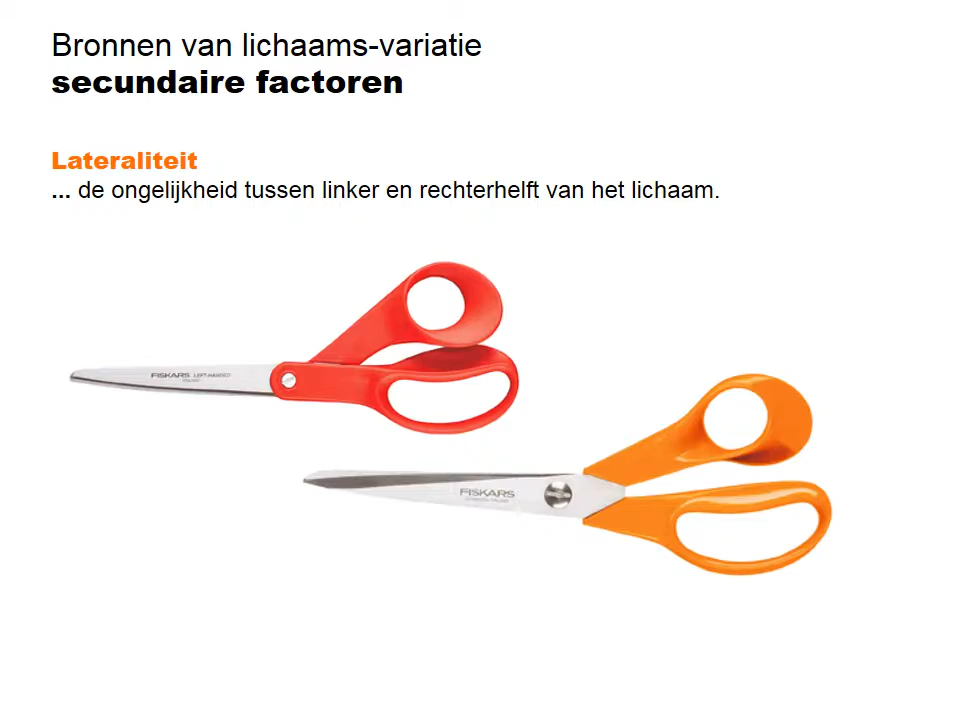 Bronnen van lichaams-variatie
secundaire factoren
Lateraliteit
... de ongelijkheid tussen linker en rechterhelft van het lichaam.
FISKARS LEFT-HANDED
FISKARS